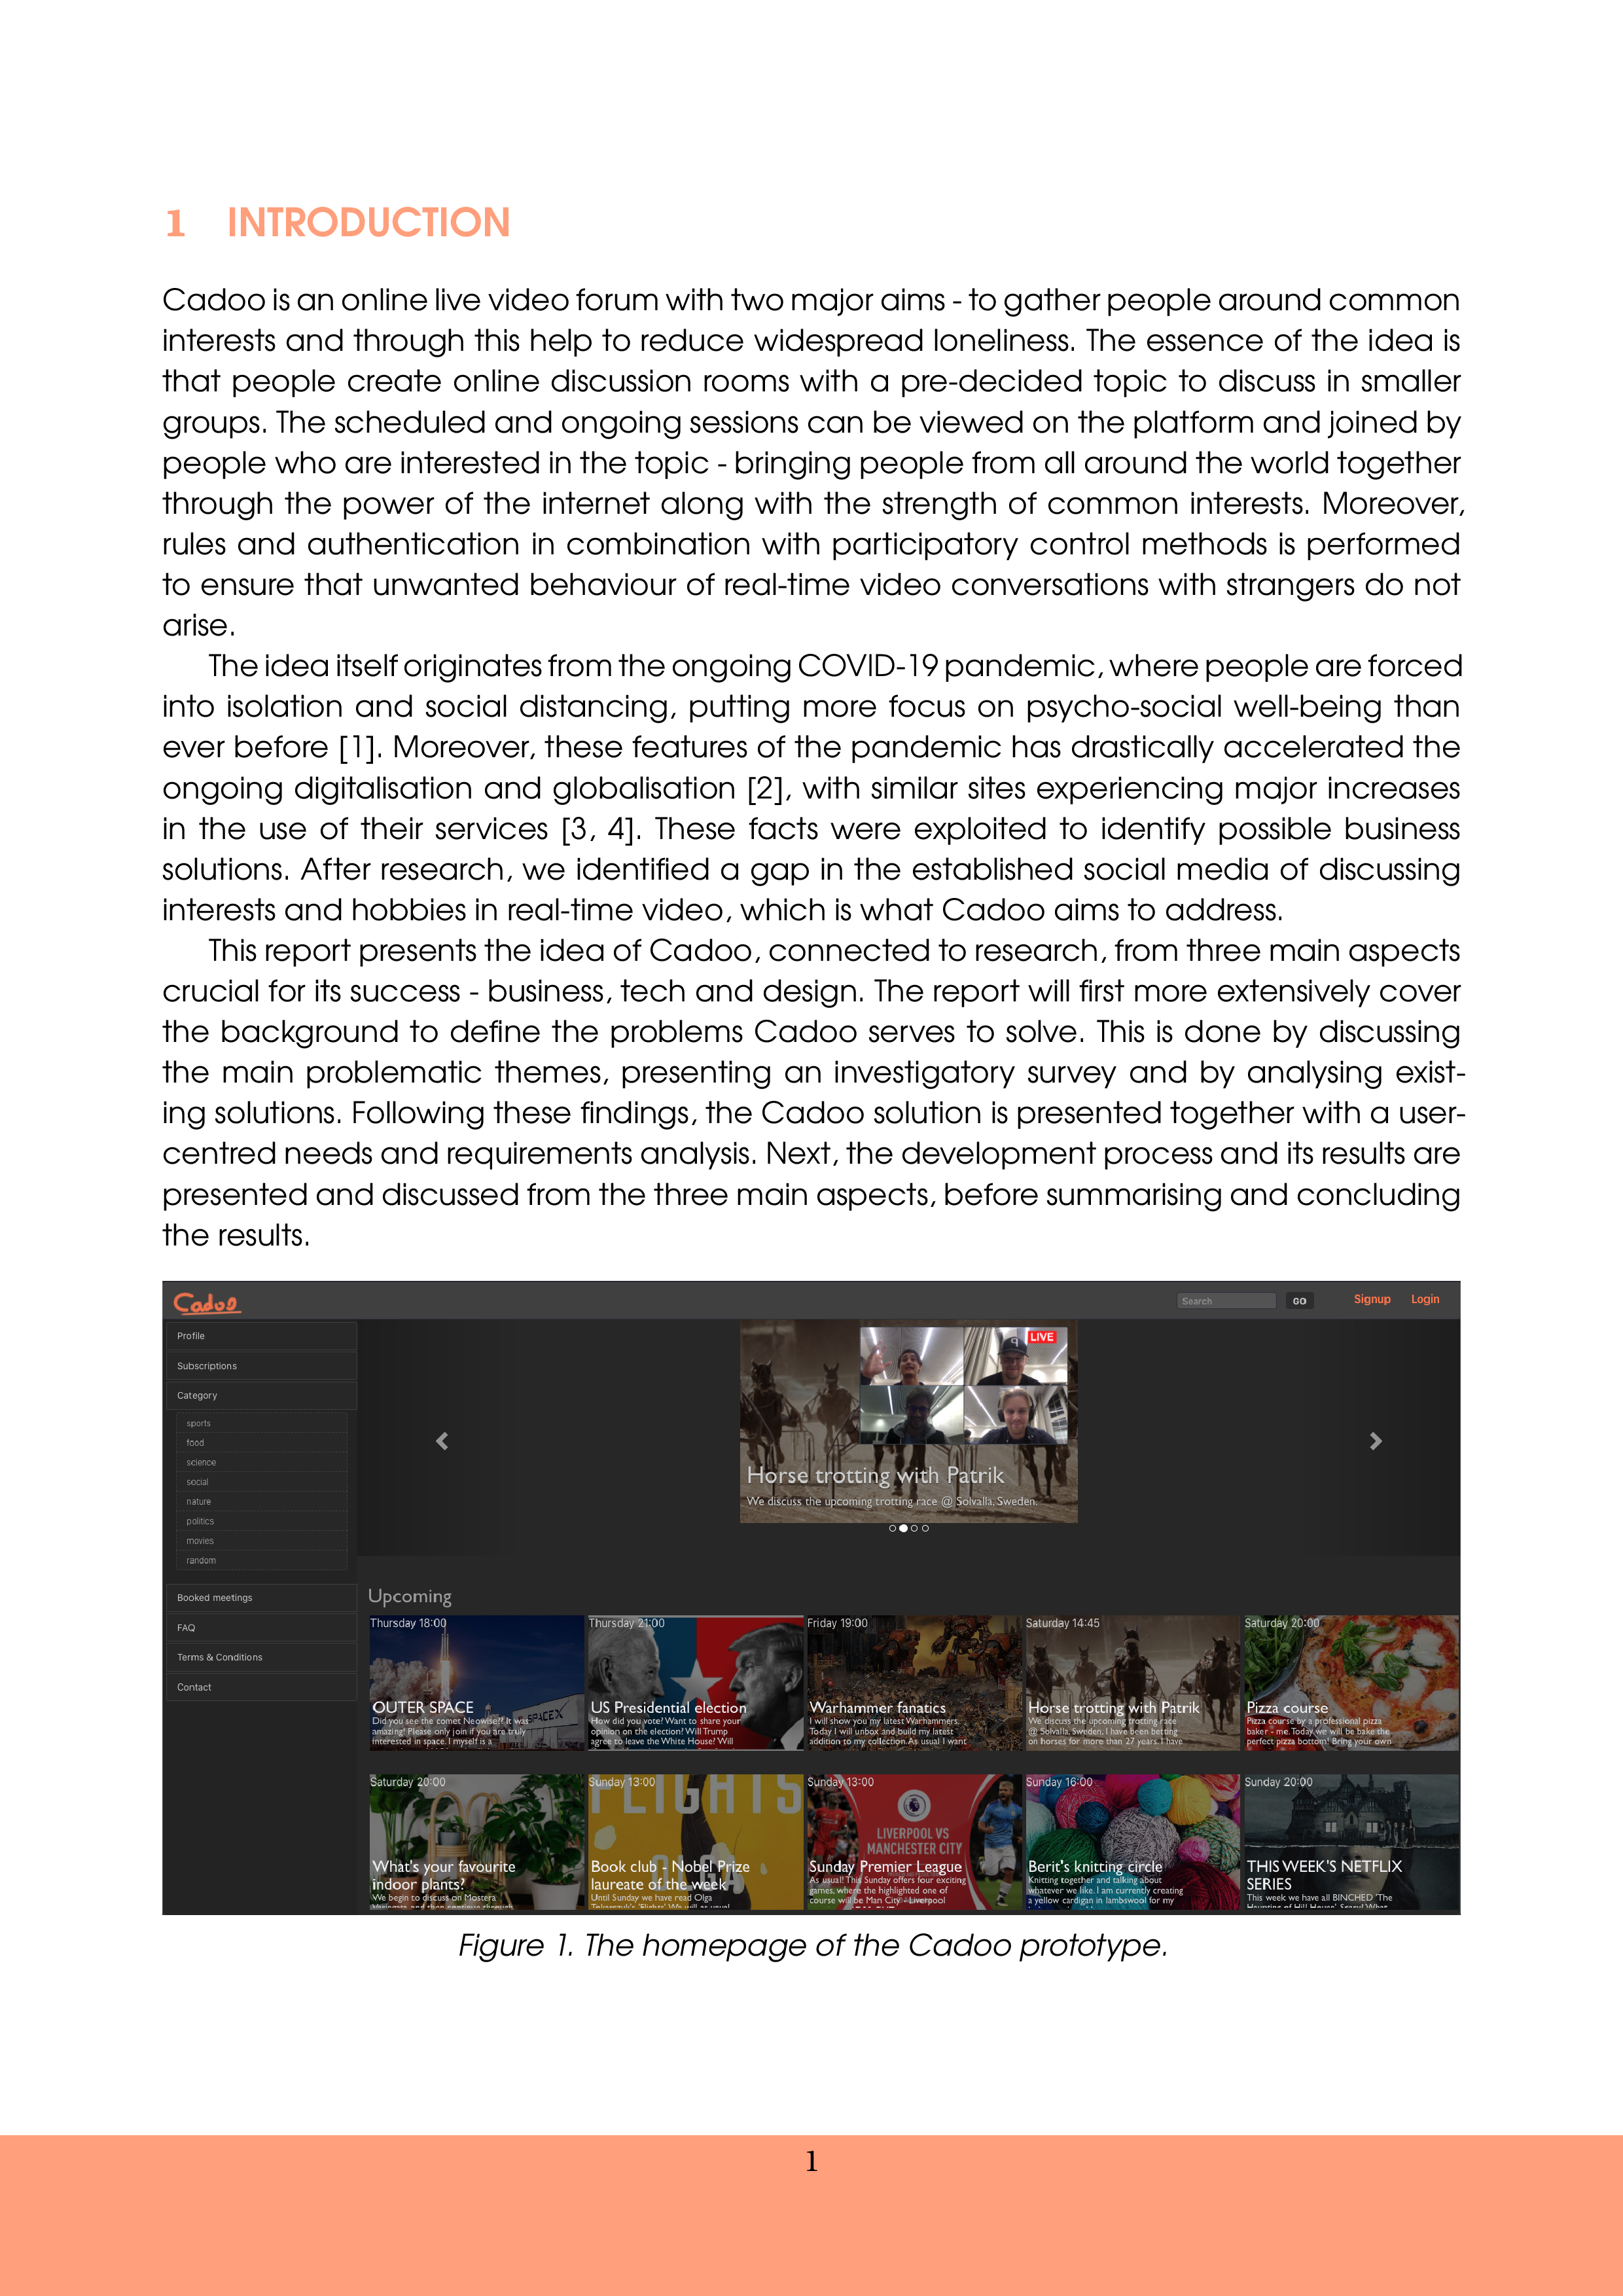 1 INTRODUCTION
Cadoo is an online live video forum with two major aims - to gather people around common
interests and through this help to reduce widespread loneliness. The essence of the idea is
that people create online discussion rooms with a pre-decided topic to discuss in smaller
groups. The scheduled and ongoing sessions can be viewed on the platform and joined by
people who are interested in the topic - bringing people from all around the world together
through the power of the internet along with the strength of common interests. Moreover,
rules and authentication in combination with participatory control methods is performed
to ensure that unwanted behaviour of real-time video conversations with strangers do not
arise.
The idea itself originates from the ongoing COVID-19 pandemic, where people are forced
into isolation and social distancing, putting more focus on psycho-social well-being than
ever before [1]. Moreover, these features of the pandemic has drastically accelerated the
ongoing digitalisation and globalisation [2], with similar sites experiencing major increases
in the use of their services [3, 4]. These facts were exploited to identify possible business
solutions. After research, we identified a gap in the established social media of discussing
interests and hobbies in real-time video, which is what Cadoo aims to address.
This report presents the idea of Cadoo, connected to research, from three main aspects
crucial for its success - business, tech and design. The report will first more extensively cover
the background to define the problems Cadoo serves to solve. This is done by discussing
the main problematic themes, presenting an investigatory survey and by analysing exist-
ing solutions. Following these findings, the Cadoo solution is presented together with a user-
centred needs and requirements analysis. Next, the development process and its results are
presented and discussed from the three main aspects, before summarising and concluding
the results.
Cadoo
Search
GO
Signup
Login
Profile
Subscriptions
Category
sports
food
science
social
nature
politics
movies
random
Booked meetings
FAQ
Terms & Conditions
Contact
LIVE
Horse trotting with Patrik
We discuss the upcoming trotting race @ Solvalla, Sweden.
Upcoming
Thursday 18:00
SPACEX
OUTER SPACE
Did you see the comet Neowise?? It was
amazing! Please only join if you are truly
interested in space. I myself is a
Thursday 21:00
US Presidential election
How did you vote? Want to share your
opinion on the election? Will Trump
agree to leave the White House? Will
Friday 19:00
Warhammer fanatics
I will show you my latest Warhammers.
Today I will unbox and build my latest
addition to my collection. As usual I want
Saturday 14:45
Horse trotting with Patrik
We discuss the upcoming trotting race
@ Solvalla, Sweden. I have been betting
on horses for more than 27 years. I have
Saturday 20:00
Pizza course
Pizza course by a professional pizza
baker - me. Today we will be bake the
perfect pizza bottom! Bring your own
Saturday 20:00
What's your favourite
indoor plants?
We begin to discuss on Mostera
Sunday 13:00
FLIGHTS
OLGA
Book club - Nobel Prize
laureate of the week
Until Sunday we have read Olga
Sunday 13:00
LIVERPOOL VS
MANCHESTER CITY
Sunday Premier League
As usual! This Sunday offers four exciting
games, where the highlighted one of
course will be Man City - Liverpool
Sunday 16:00
Berit's knitting circle
Knitting together and talking about
whatever we like. I am currently creating
a yellow cardigan in lambswool for my
Sunday 20:00
THIS WEEK'S NETFLIX
SERIES
This week we have all BINCHED 'The
Figure 1. The homepage of the Cadoo prototype.
1